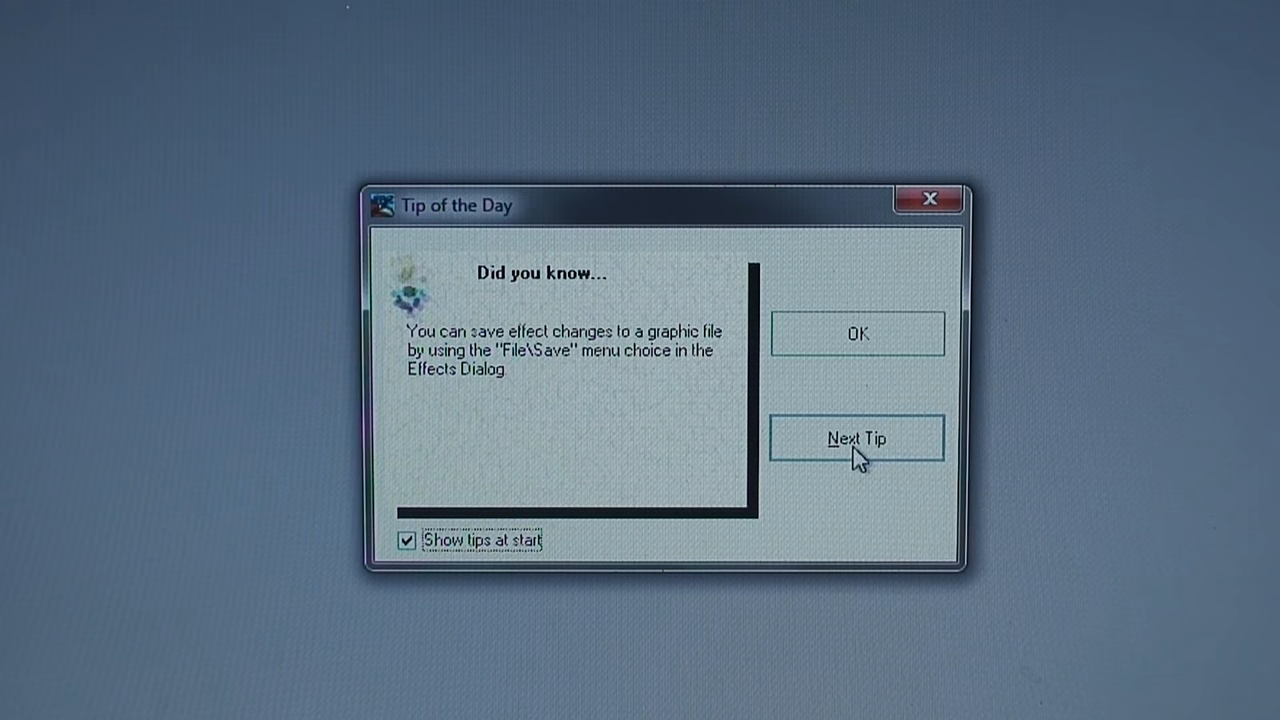 Tip of the Day
Did you know...
You can save effect changes to a graphic file
by using the "File\Save" menu choice in the
Effects Dialog
OK
Next Tip
Show tips at start